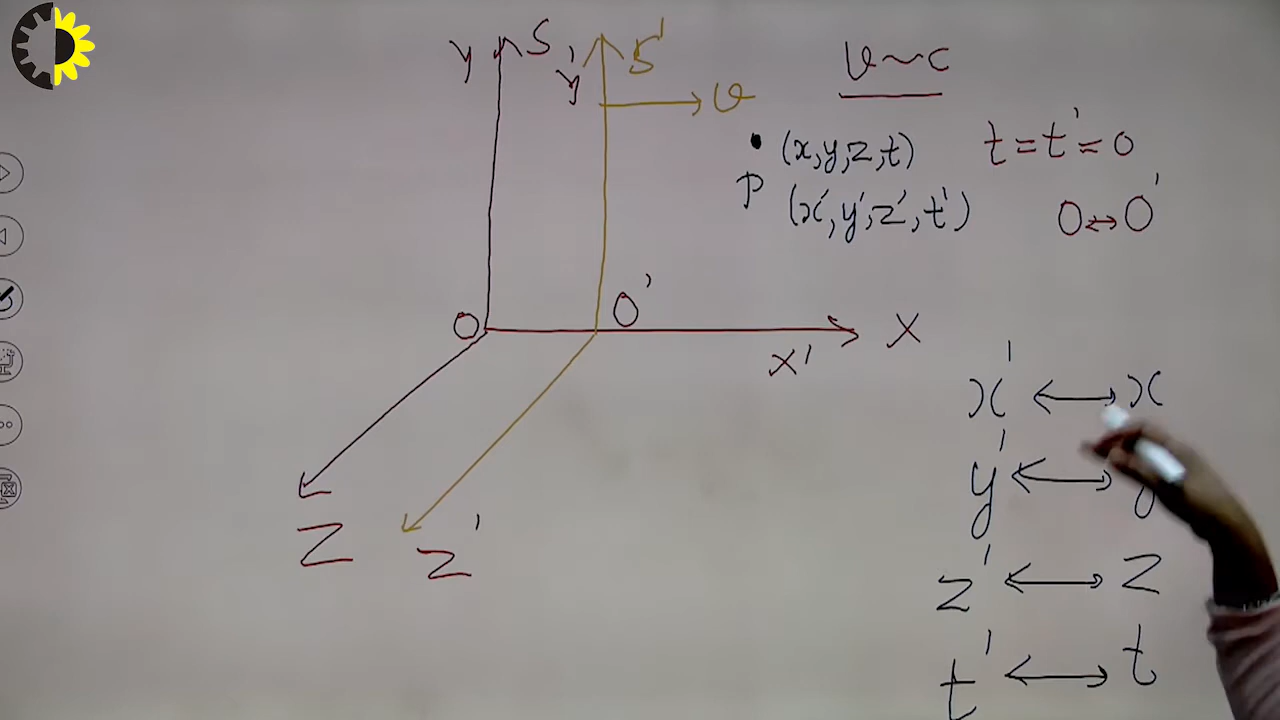 y S y' S' v
v~c
P (x, y, z, t)
(x', y', z', t')
t = t' = 0
O ↔ O'
O O' X
X'
Z Z'
x' ↔ x
y' ↔ y
z' ↔ z
t' ↔ t